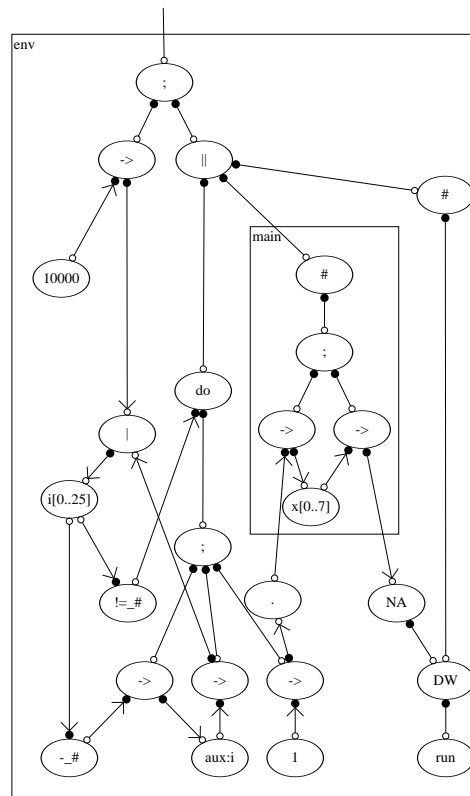 env
;
->
||
#
main
10000
#
;
do
|
->
->
i[0..25]
x[0..7]
;
!=_#
.
NA
->
->
->
DW
-_#
aux:i
1
run